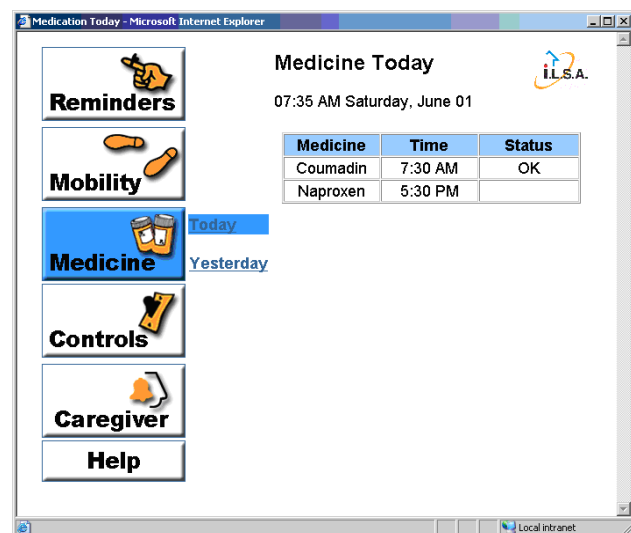 Medication Today - Microsoft Internet Explorer
Reminders
Mobility
Medicine
Controls
Caregiver
Help
Today
Yesterday
Medicine Today
i.L.S.A.
07:35 AM Saturday, June 01
Medicine Time Status
Coumadin 7:30 AM OK
Naproxen 5:30 PM
Local intranet